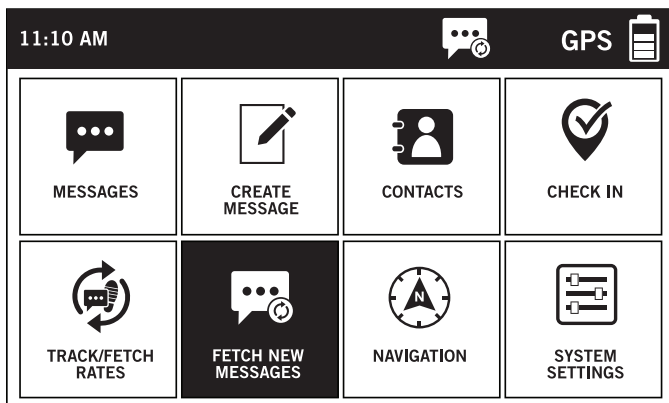 11:10 AM
GPS
MESSAGES
CREATE
MESSAGE
CONTACTS
CHECK IN
TRACK/FETCH
RATES
FETCH NEW
MESSAGES
N
NAVIGATION
SYSTEM
SETTINGS